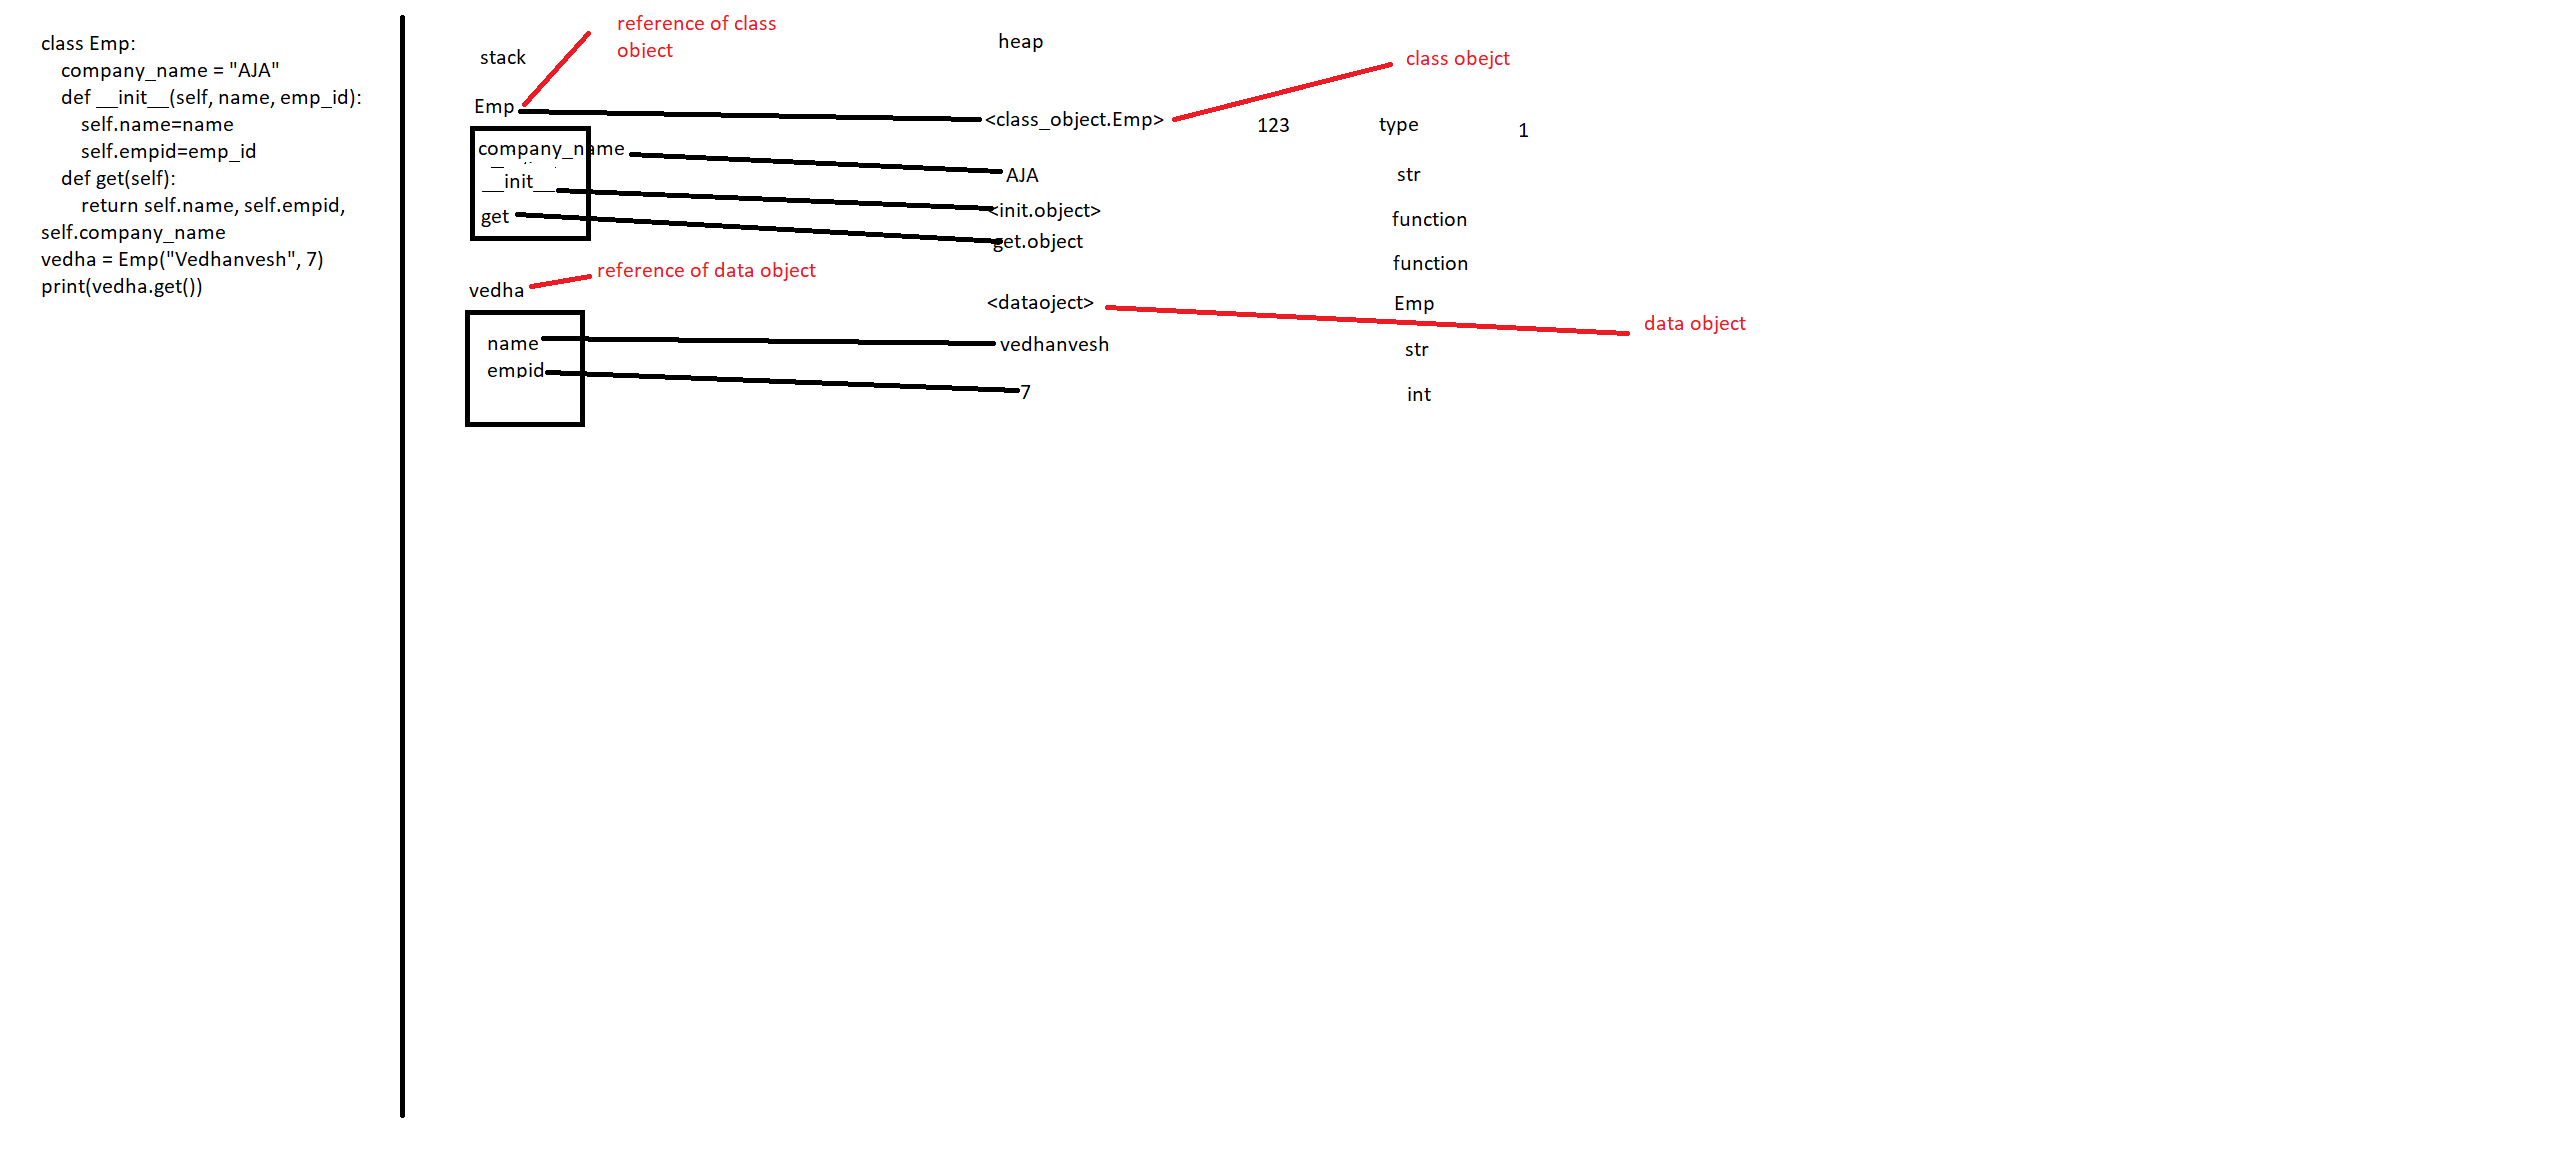 class Emp:
company_name = "AJA"
def __init__(self, name, emp_id):
self.name=name
self.empid=emp_id
def get(self):
return self.name, self.empid,
self.company_name
vedha = Emp("Vedhanvesh", 7)
print(vedha.get())
stack
reference of class
object
heap
class obejct
Emp
<class_object.Emp>
123
type
1
company_name
AJA
str
__init__
<init.object>
function
get
get.object
function
vedha
reference of data object
<dataoject>
Emp
data object
name
vedhanvesh
str
empid
7
int